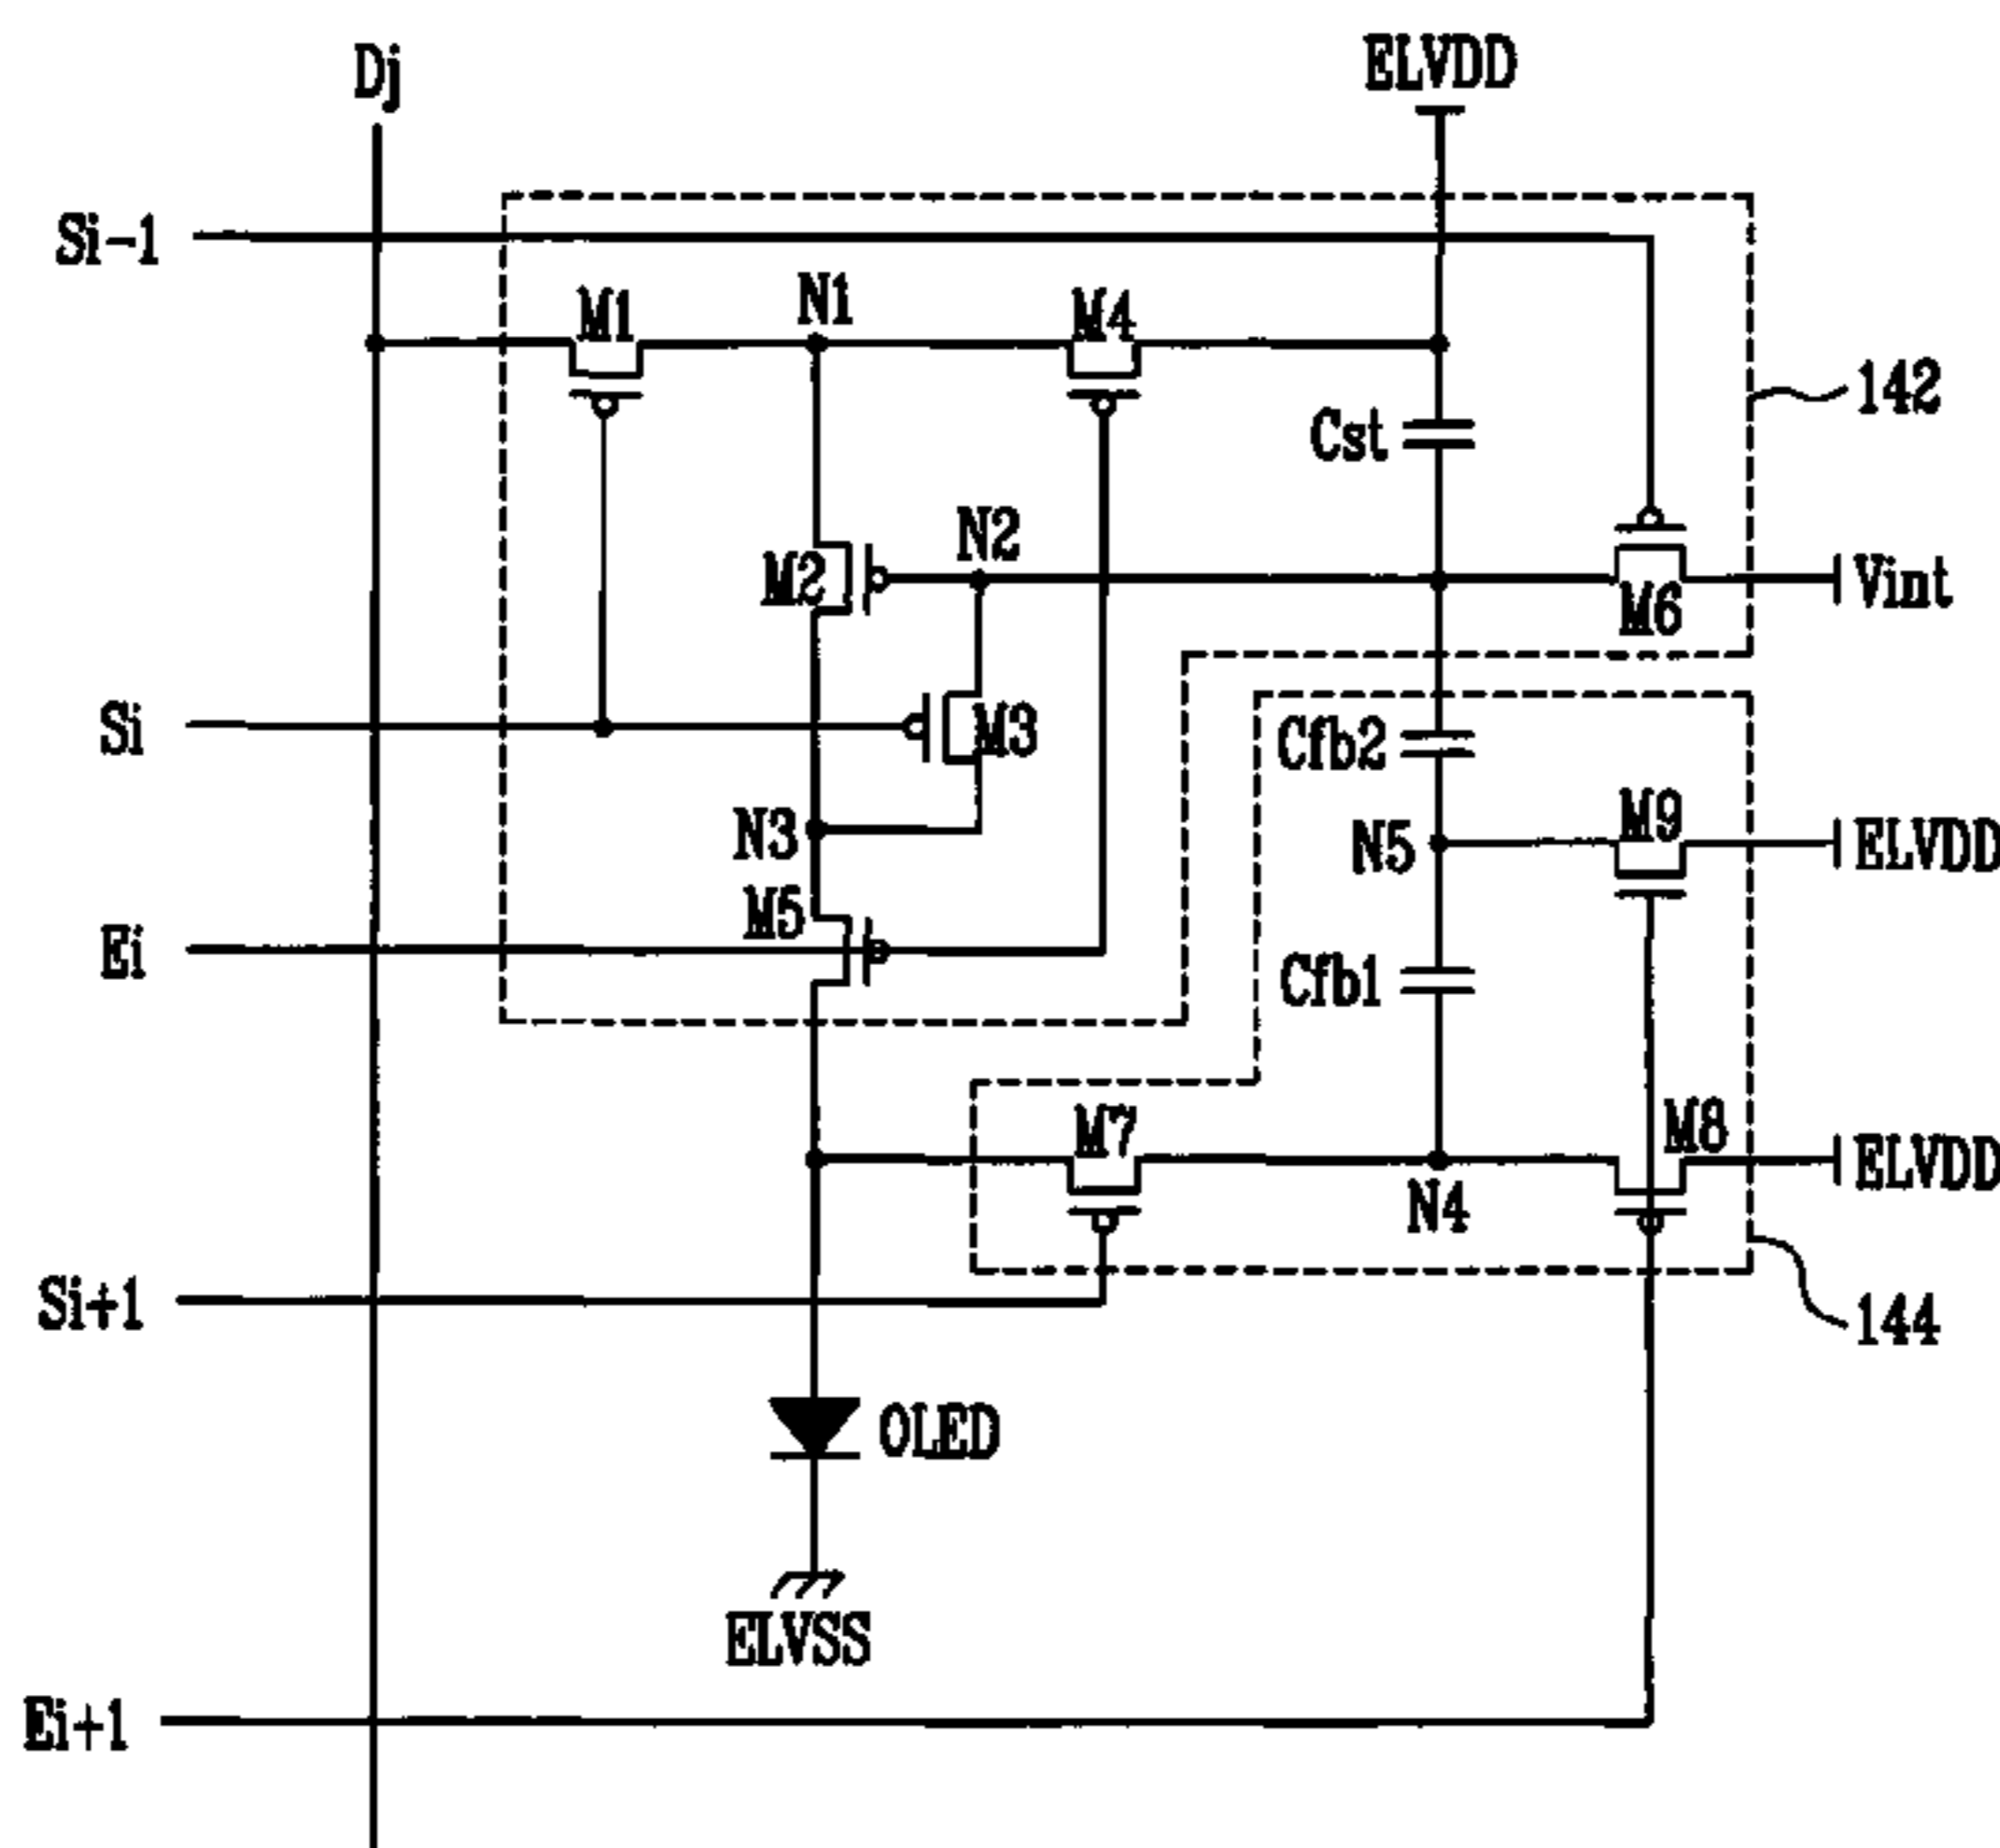 Dj
ELVDD
Si-1
M1
N1
M4
142
Cst
N2
M2
Vint
M6
Si
M3
Cfb2
N3
M9
N5
ELVDD
M5
Ei
Cfb1
M7
M8
ELVDD
N4
Si+1
144
OLED
ELVSS
Ei+1